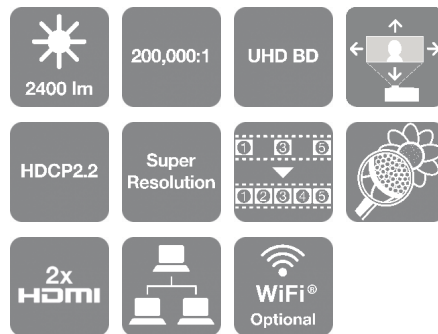 2400 lm
200,000:1
UHD BD
HDCP2.2
Super
Resolution
① ③ ⑤
① ② ③ ④ ⑤
2x
HDMI
WiFi®
Optional